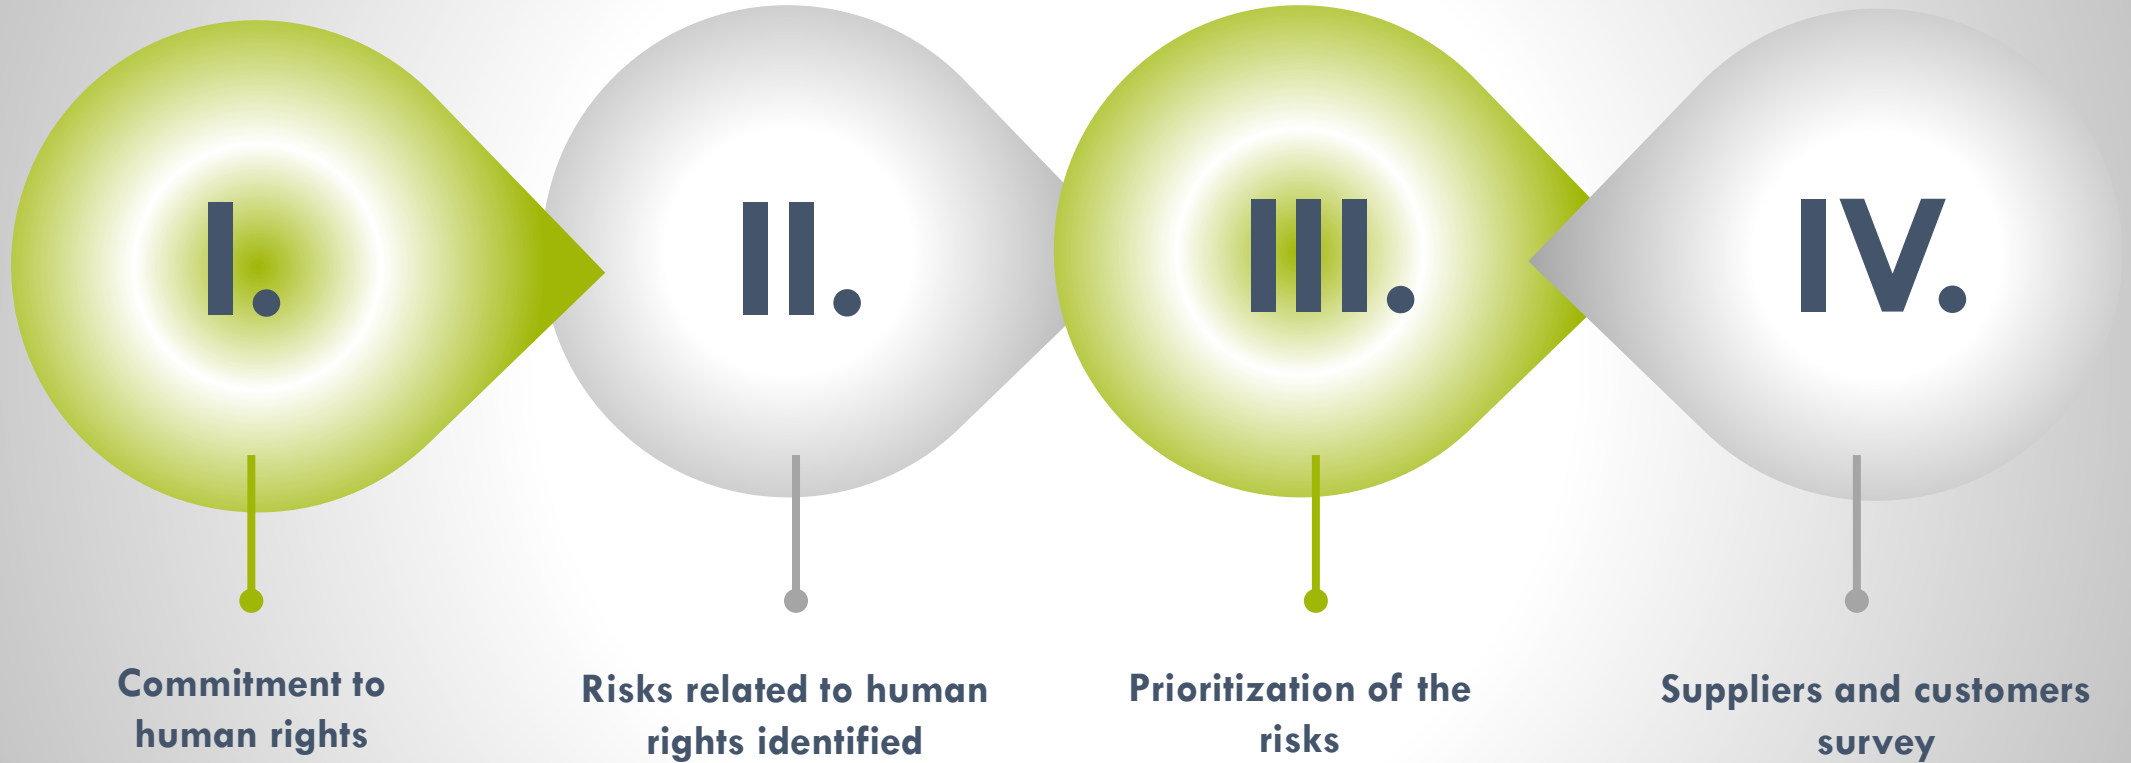 I.
II.
III.
IV.
Commitment to
human rights
Risks related to human
rights identified
Prioritization of the
risks
Suppliers and customers
survey